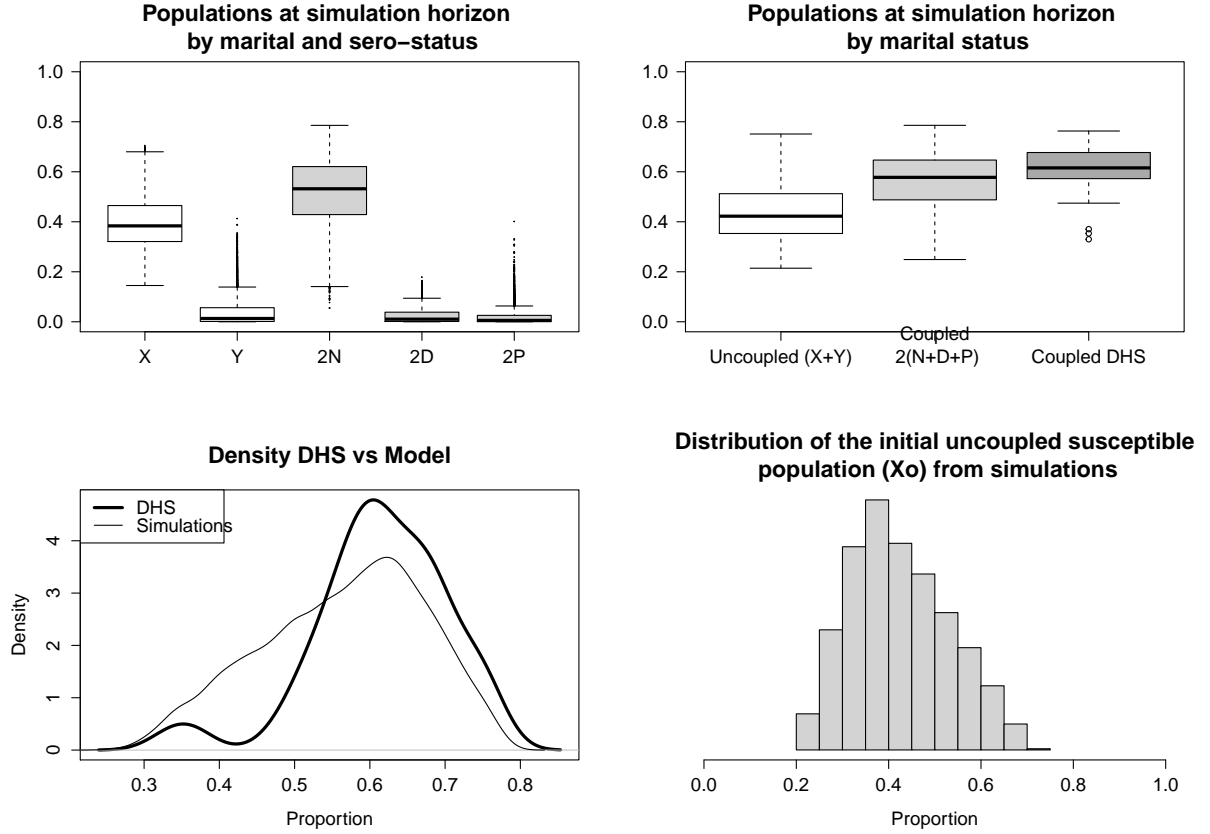 Populations at simulation horizon
by marital and sero−status
1.0
0.8
0.6
0.4
0.2
0.0
X Y 2N 2D 2P
Populations at simulation horizon
by marital status
1.0
0.8
0.6
0.4
0.2
0.0
Uncoupled (X+Y)
Coupled
2(N+D+P)
Coupled DHS
Density DHS vs Model
DHS
Simulations
Density
4
3
2
1
0
0.3 0.4 0.5 0.6 0.7 0.8
Proportion
Distribution of the initial uncoupled susceptible
population (Xo) from simulations
0.0 0.2 0.4 0.6 0.8 1.0
Proportion